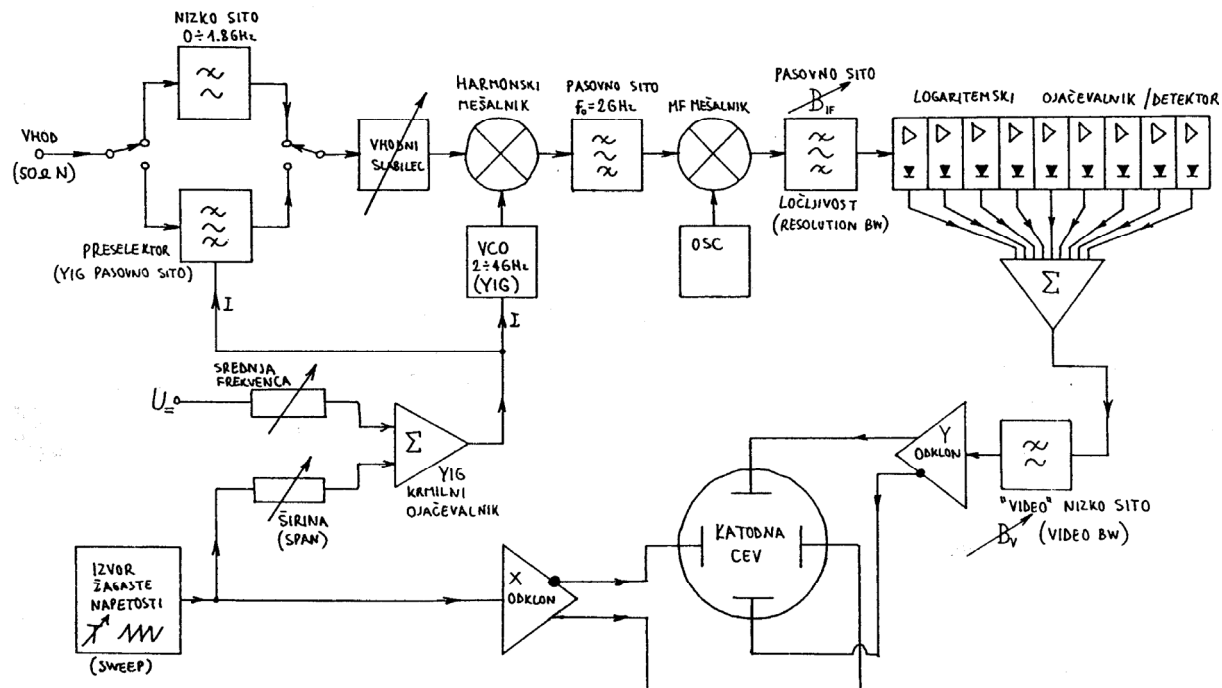 NIZKO SITO
0÷1.8GHz
VHOD
(50Ω N)
PRESELEKTOR
(YIG PASOVNO SITO)
I
VHODNI
SLABILEC
HARMONSKI
MEŠALNIK
VCO
2÷4GHz
(YIG)
I
PASOVNO SITO
f₀=2GHz
MF MEŠALNIK
OSC
PASOVNO SITO
B_IF
LOČLJIVOST
(RESOLUTION BW)
LOGARITEMSKI OJAČEVALNIK/DETEKTOR
Σ
SREDNJA
FREKVENCA
U=
Σ
YIG
KRMILNI
OJAČEVALNIK
ŠIRINA
(SPAN)
IZVOR
ŽAGASTE
NAPETOSTI
T
(SWEEP)
X
ODKLON
KATODNA
CEV
Y
ODKLON
"VIDEO" NIZKO SITO
B_V (VIDEO BW)